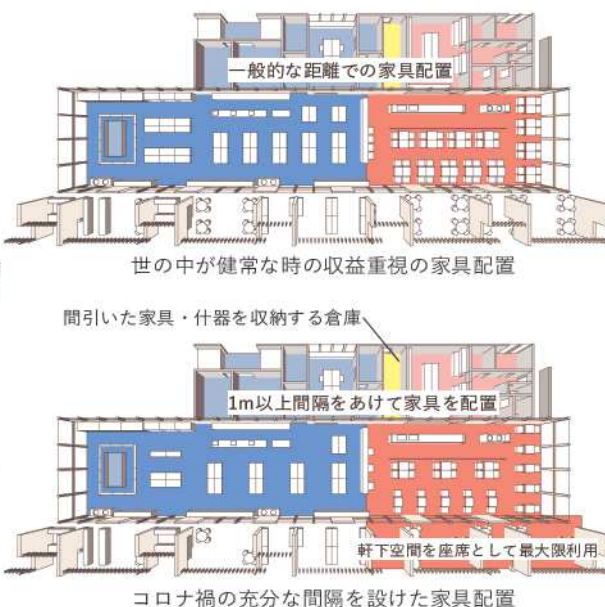 一般的な距離での家具配置
世の中が健常な時の収益重視の家具配置
間引いた家具・什器を収納する倉庫
1m以上間隔をあけて家具を配置
軒下空間を座席として最大限利用
コロナ禍の充分な間隔を設けた家具配置